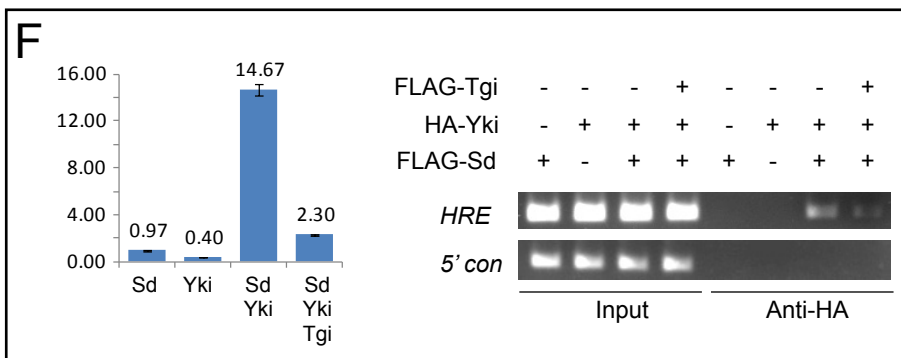 F
16.00
12.00
8.00
4.00
0.00
0.97
0.40
14.67
2.30
Sd
Yki
Sd Yki
Sd Yki Tgi
FLAG-Tgi - - - + - - - +
HA-Yki - + + + - + + +
FLAG-Sd + - + + + - + +
HRE
5' con
Input
Anti-HA